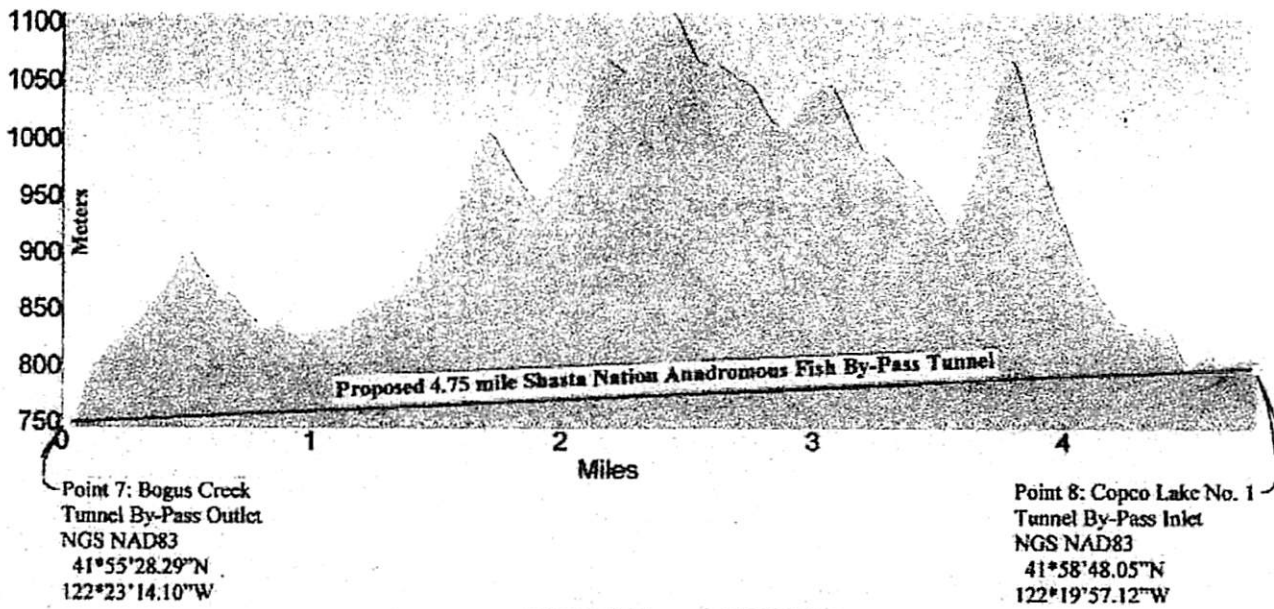 1100
1050
1000
950
900
850
800
750
Meters
Proposed 4.75 mile Shasta Nation Anadromous Fish By-Pass Tunnel
0 1 2 3 4
Miles
Point 7: Bogus Creek
Tunnel By-Pass Outlet
NGS NAD83
41*55'28.29"N
122*23'14.10"W
Point 8: Copco Lake No. 1
Tunnel By-Pass Inlet
NGS NAD83
41*58'48.05"N
122*19'57.12"W